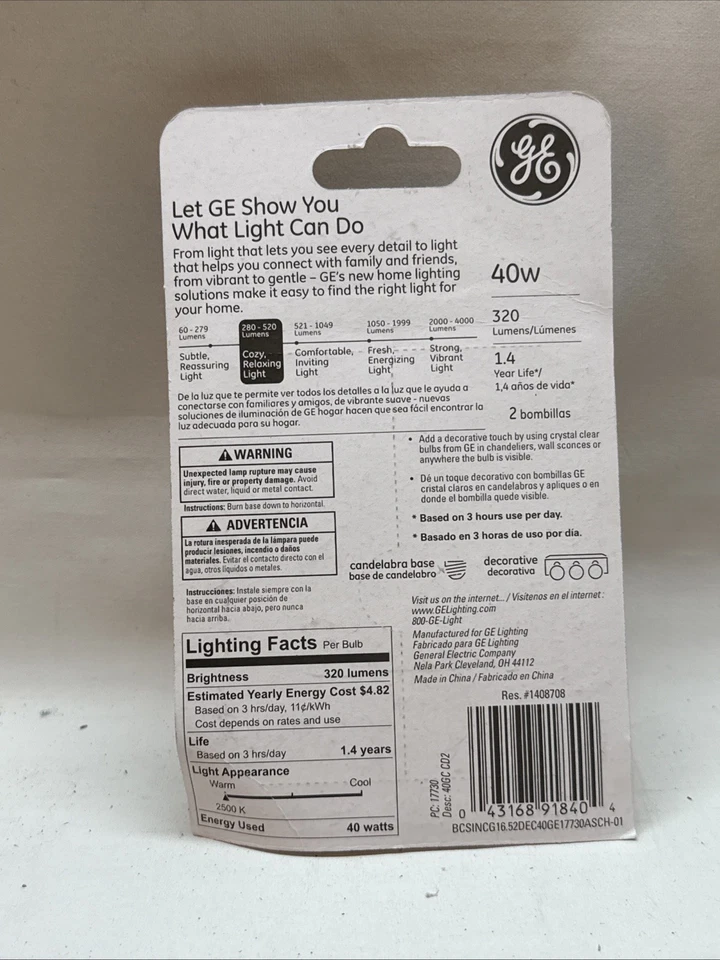 GE
Let GE Show You
What Light Can Do
From light that lets you see every detail to light
that helps you connect with family and friends,
from vibrant to gentle – GE's new home lighting
solutions make it easy to find the right light for
your home.
60 - 279
Lumens
Subtle,
Reassuring
Light
280 - 520
Lumens
Cozy,
Relaxing
Light
521 - 1049
Lumens
Comfortable,
Inviting
Light
1050 - 1999
Lumens
Fresh,
Energizing
Light
2000 - 4000
Lumens
Strong,
Vibrant
Light
De la luz que te permite ver todos los detalles a la luz que le ayuda a
conectarse con familiares y amigos, de vibrante suave - nuevas
soluciones de iluminación de GE hogar hacen que sea fácil encontrar la
luz adecuada para su hogar.
40w
320
Lumens/Lúmenes
1.4
Year Life*/
1,4 años de vida*
2 bombillas
⚠ WARNING
Unexpected lamp rupture may cause
injury, fire or property damage. Avoid
direct water, liquid or metal contact.
Instructions: Burn base down to horizontal.
⚠ ADVERTENCIA
La rotura inesperada de la lámpara puede
producir lesiones, incendio o daños
materiales. Evitar el contacto directo con el
agua, otros líquidos o metales.
Instrucciones: Instale siempre con la
base en cualquier posición de
horizontal hacia abajo, pero nunca
hacia arriba.
• Add a decorative touch by using crystal clear
bulbs from GE in chandeliers, wall sconces or
anywhere the bulb is visible.
• Dé un toque decorativo con bombillas GE
cristal claros en candelabros y apliques o en
donde el bombilla quede visible.
* Based on 3 hours use per day.
* Basado en 3 horas de uso por día.
candelabra base
base de candelabro
decorative
decorativa
Visit us on the internet... / Visítenos en el internet:
www.GELighting.com
800-GE-Light
Manufactured for GE Lighting
Fabricado para GE Lighting
General Electric Company
Nela Park Cleveland, OH 44112
Made in China / Fabricado en China
Lighting Facts Per Bulb
Brightness 320 lumens
Estimated Yearly Energy Cost $4.82
Based on 3 hrs/day, 11¢/kWh
Cost depends on rates and use
Life
Based on 3 hrs/day 1.4 years
Light Appearance
Warm Cool
2500 K
Energy Used 40 watts
Res. #1408708
PC: 17730
Desc: 40GC CD2
0 43168 91840 4
BCSINCG16.52DEC40GE17730ASCH-01